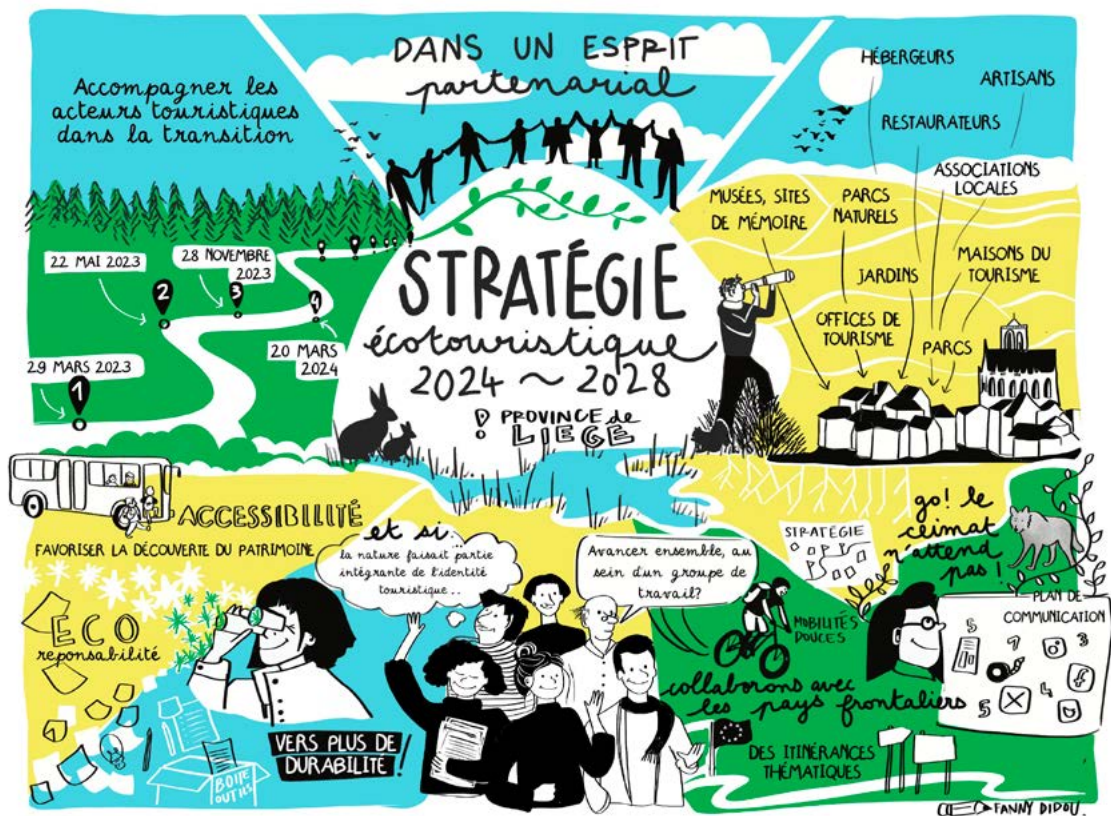 Accompagner les
acteurs touristiques
dans la transition
DANS UN ESPRIT
partenarial
HÉBERGEURS
ARTISANS
RESTAURATEURS
ASSOCIATIONS
LOCALES
MUSÉES, SITES
DE MÉMOIRE
PARCS
NATURELS
JARDINS
MAISONS DU
TOURISME
OFFICES DE
TOURISME
PARCS
22 MAI 2023
28 NOVEMBRE
2023
2
3
4
29 MARS 2023
1
20 MARS
2024
STRATÉGIE
écotouristique
2024 ~ 2028
PROVINCE de
LIEGE
ACCESSIBILITÉ
FAVORISER LA DÉCOUVERTE DU PATRIMOINE
ECO
reponsabilité
BOITE
OUTILS
VERS PLUS DE
DURABILITÉ !
et si...
la nature faisait partie
intégrante de l'identité
touristique...
Avancer ensemble, au
sein d'un groupe de
travail?
STRATÉGIE
go! le
climat
n'attend
pas!
MOBILITÉS
DOUCES
PLAN DE
COMMUNICATION
collaborons avec
les pays frontaliers
DES ITINÉRANCES
THÉMATIQUES
FANNY DIDOU.